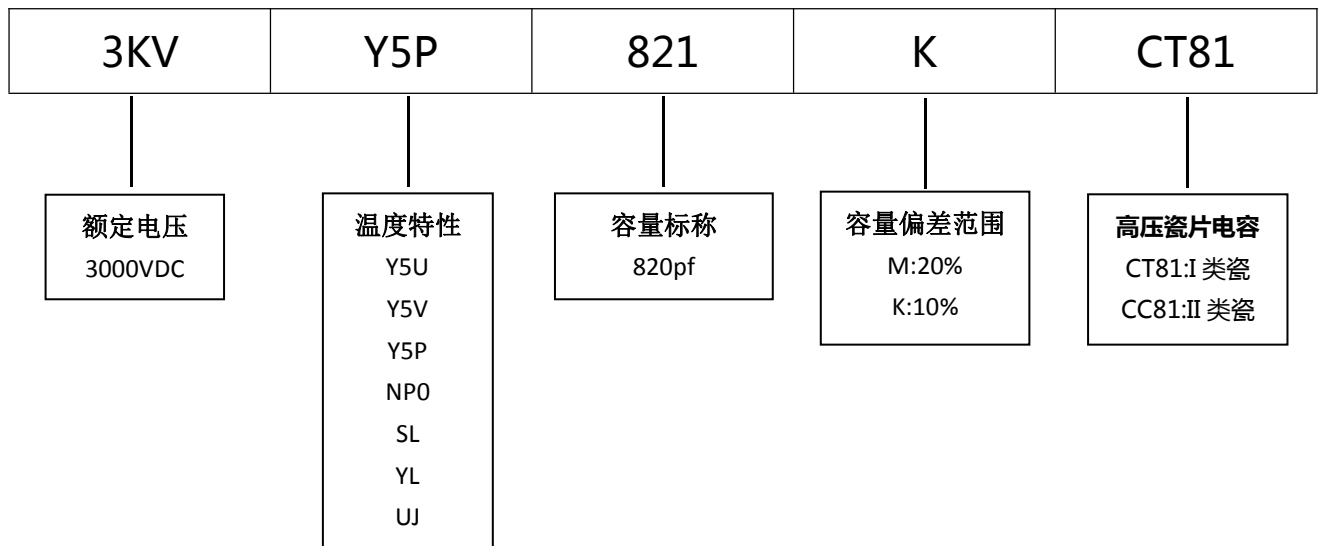 3KV Y5P 821 K CT81
额定电压
3000VDC
温度特性
Y5U
Y5V
Y5P
NP0
SL
YL
UJ
容量标称
820pf
容量偏差范围
M:20%
K:10%
高压瓷片电容
CT81:I 类瓷
CC81:II 类瓷